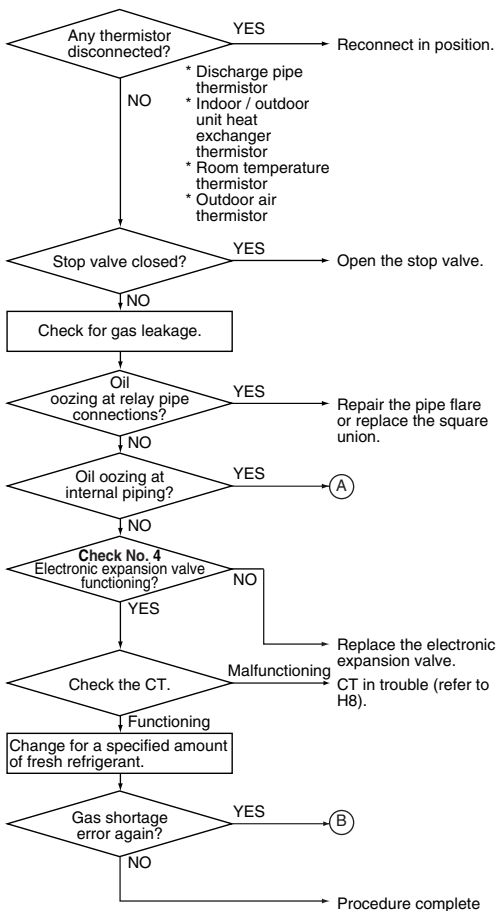 Any thermistor
disconnected?
YES
Reconnect in position.
* Discharge pipe
thermistor
* Indoor / outdoor
unit heat
exchanger
thermistor
* Room temperature
thermistor
* Outdoor air
thermistor
NO
Stop valve closed?
YES
Open the stop valve.
NO
Check for gas leakage.
Oil
oozing at relay pipe
connections?
YES
Repair the pipe flare
or replace the square
union.
NO
Oil oozing at
internal piping?
YES
A
NO
Check No. 4
Electronic expansion valve
functioning?
NO
Replace the electronic
expansion valve.
YES
Check the CT.
Malfunctioning
CT in trouble (refer to
H8).
Functioning
Change for a specified amount
of fresh refrigerant.
Gas shortage
error again?
YES
B
NO
Procedure complete